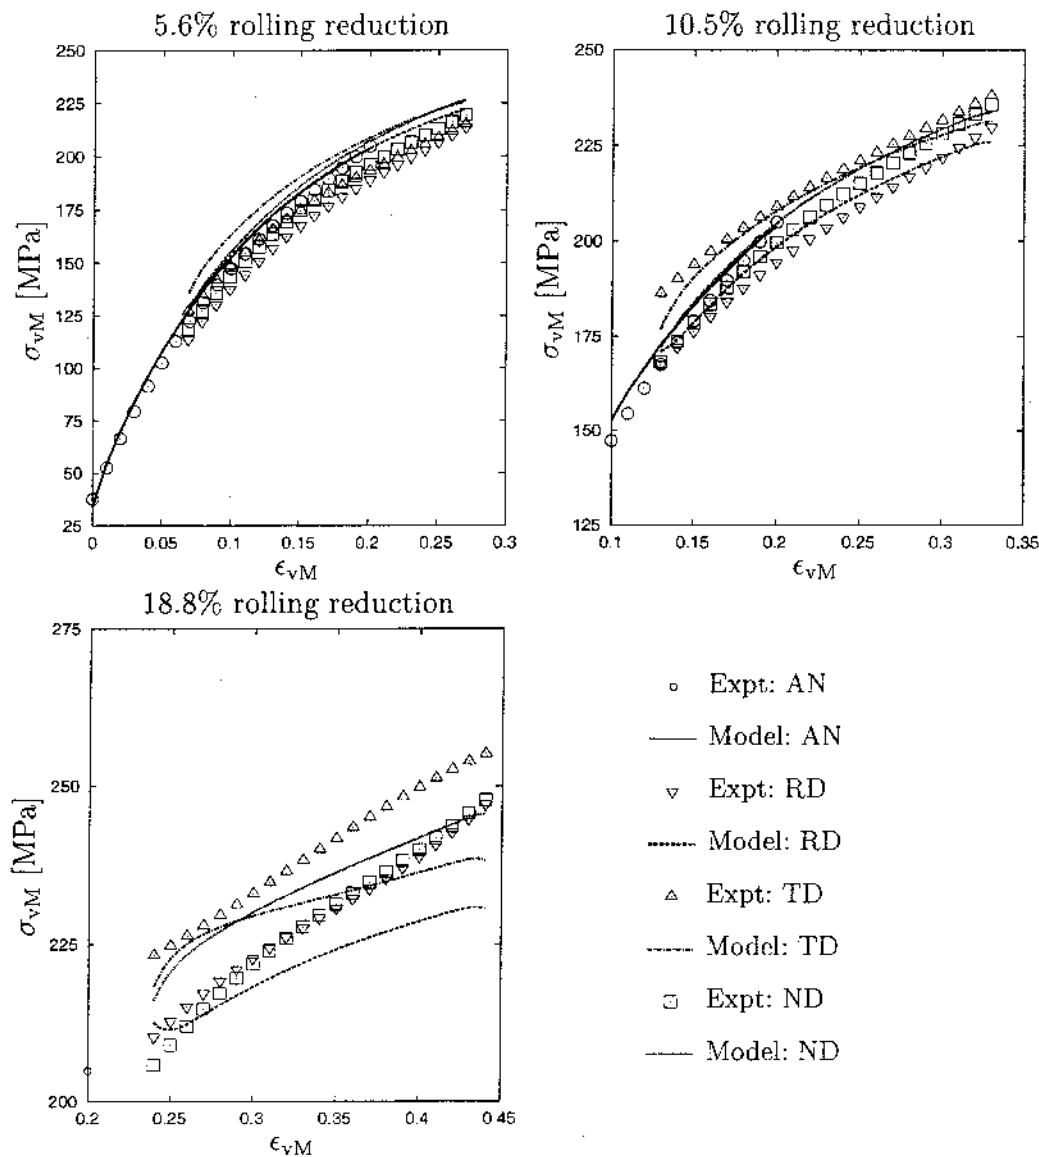 5.6% rolling reduction
250
225
200
175
150
125
100
75
50
25
σvM [MPa]
0
0.05
0.1
0.15
0.2
0.25
0.3
ϵvM
10.5% rolling reduction
250
225
200
175
150
125
σvM [MPa]
0.1
0.15
0.2
0.25
0.3
0.35
ϵvM
18.8% rolling reduction
275
250
225
200
σvM [MPa]
0.2
0.25
0.3
0.35
0.4
0.45
ϵvM
Expt: AN
Model: AN
Expt: RD
Model: RD
Expt: TD
Model: TD
Expt: ND
Model: ND